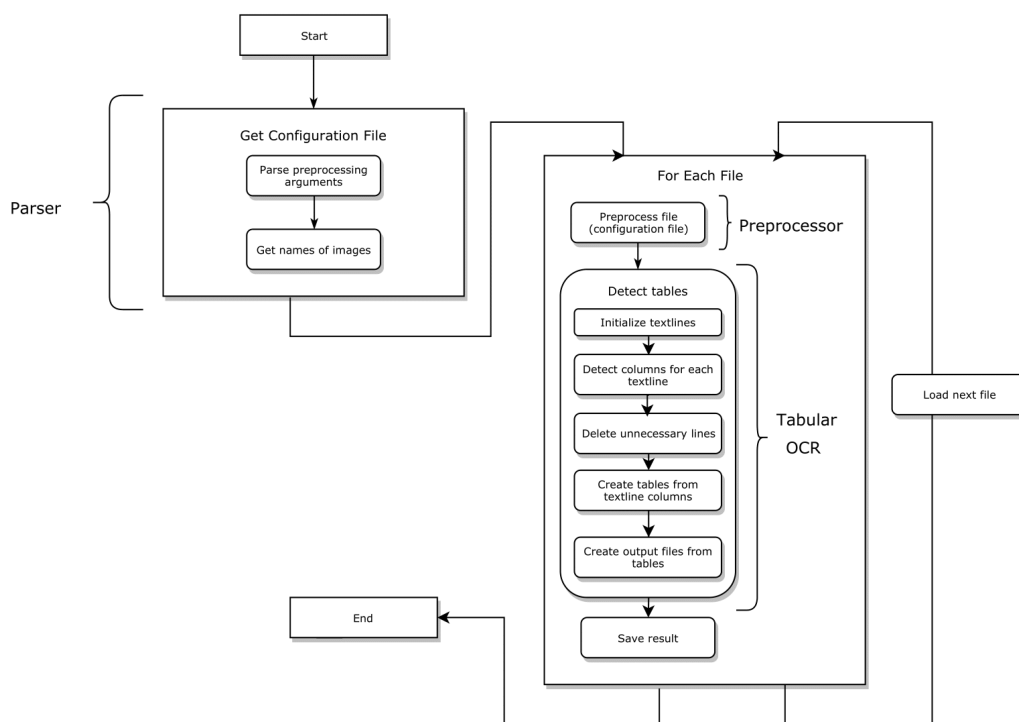 Start
Parser
Get Configuration File
Parse preprocessing
arguments
Get names of images
For Each File
Preprocess file
(configuration file)
Preprocessor
Detect tables
Initialize textlines
Detect columns for each
textline
Delete unnecessary lines
Create tables from
textline columns
Create output files from
tables
Tabular
OCR
Load next file
Save result
End